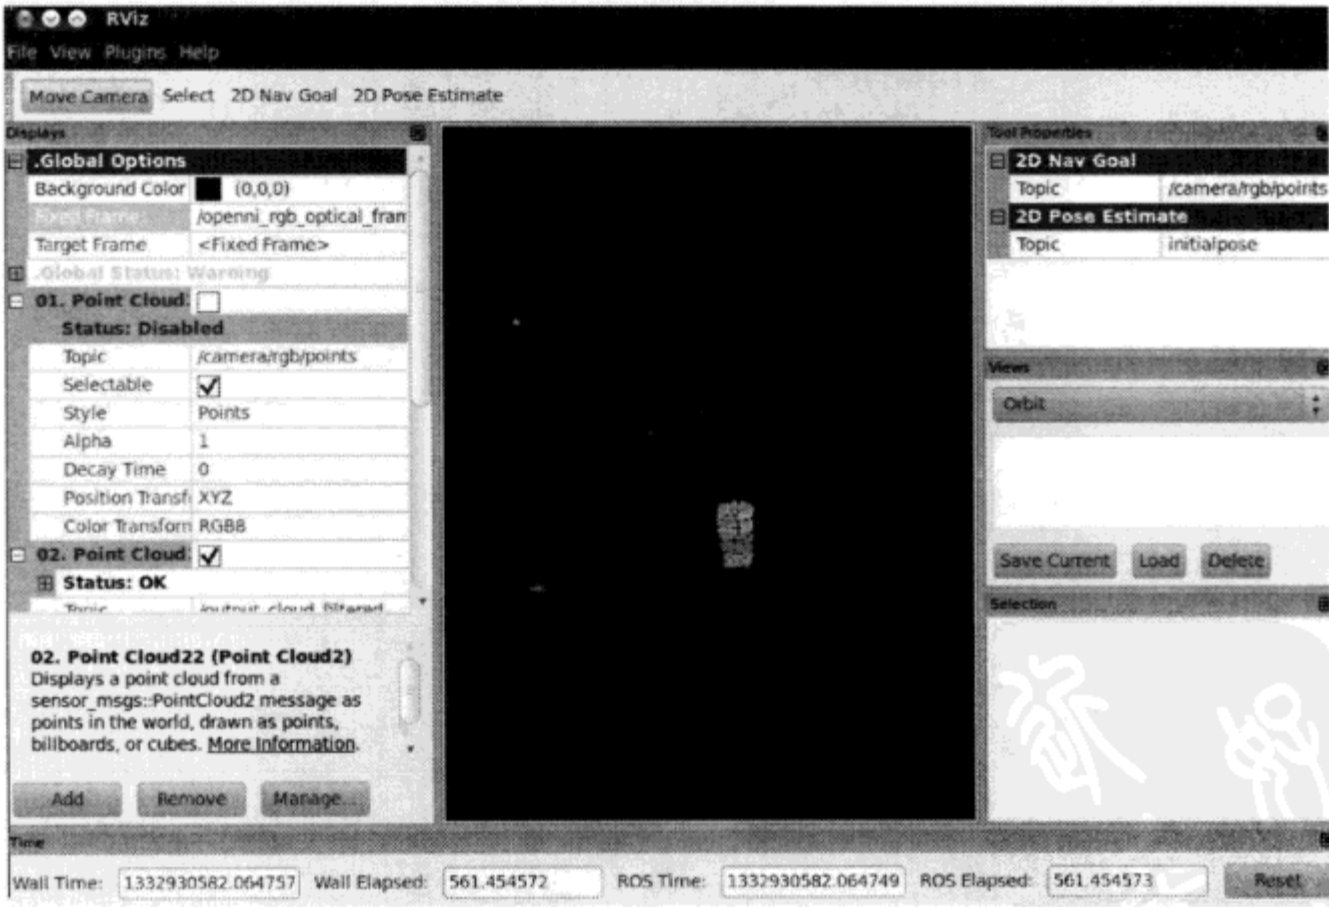 RViz
File View Plugins Help
Move Camera Select 2D Nav Goal 2D Pose Estimate
Displays
.Global Options
Background Color (0,0,0)
Fixed Frame /openni_rgb_optical_fran
Target Frame <Fixed Frame>
.Global Status: Warning
01. Point Cloud
Status: Disabled
Topic /camera/rgb/points
Selectable
Style Points
Alpha 1
Decay Time 0
Position Transf XYZ
Color Transforn RGB8
02. Point Cloud
Status: OK
Topic /output_cloud_filtered
02. Point Cloud22 (Point Cloud2)
Displays a point cloud from a
sensor_msgs::PointCloud2 message as
points in the world, drawn as points,
billboards, or cubes. More Information.
Add Remove Manage...
Tool Properties
2D Nav Goal
Topic /camera/rgb/points
2D Pose Estimate
Topic initialpose
Views
Orbit
Save Current Load Delete
Selection
Time
Wall Time: 1332930582.064757 Wall Elapsed: 561.454572 ROS Time: 1332930582.064749 ROS Elapsed: 561.454573 Reset